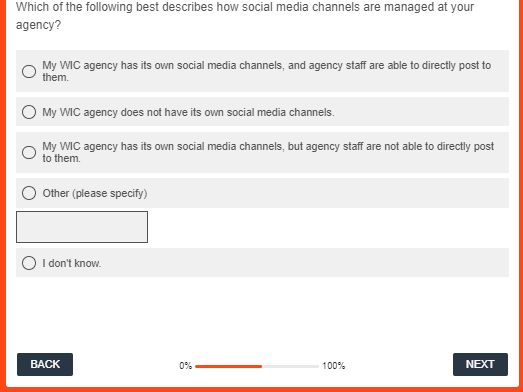 Which of the following best describes how social media channels are managed at your
agency?
My WIC agency has its own social media channels, and agency staff are able to directly post to
them.
My WIC agency does not have its own social media channels.
My WIC agency has its own social media channels, but agency staff are not able to directly post
to them.
Other (please specify)
I don't know.
BACK
0%
100%
NEXT